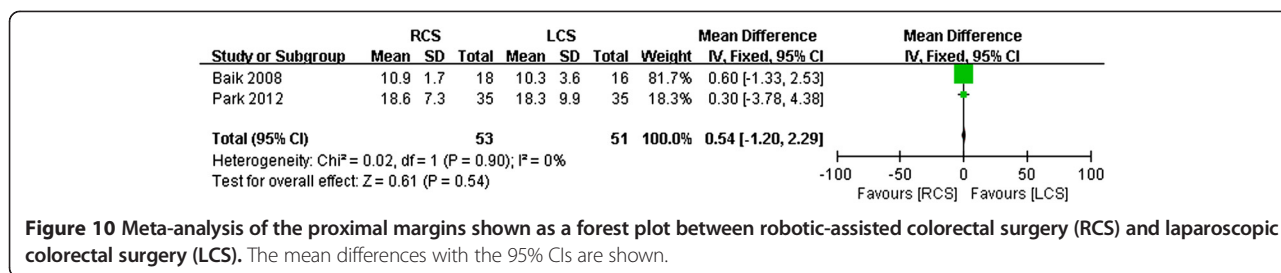 RCS LCS Mean Difference Mean Difference
Study or Subgroup Mean SD Total Mean SD Total Weight IV, Fixed, 95% CI IV, Fixed, 95% CI
Baik 2008 10.9 1.7 18 10.3 3.6 16 81.7% 0.60 [-1.33, 2.53]
Park 2012 18.6 7.3 35 18.3 9.9 35 18.3% 0.30 [-3.78, 4.38]
Total (95% CI) 53 51 100.0% 0.54 [-1.20, 2.29]
Heterogeneity: Chi² = 0.02, df = 1 (P = 0.90); I² = 0%
Test for overall effect: Z = 0.61 (P = 0.54)
-100 -50 0 50 100
Favours [RCS] Favours [LCS]
Figure 10 Meta-analysis of the proximal margins shown as a forest plot between robotic-assisted colorectal surgery (RCS) and laparoscopic
colorectal surgery (LCS). The mean differences with the 95% CIs are shown.